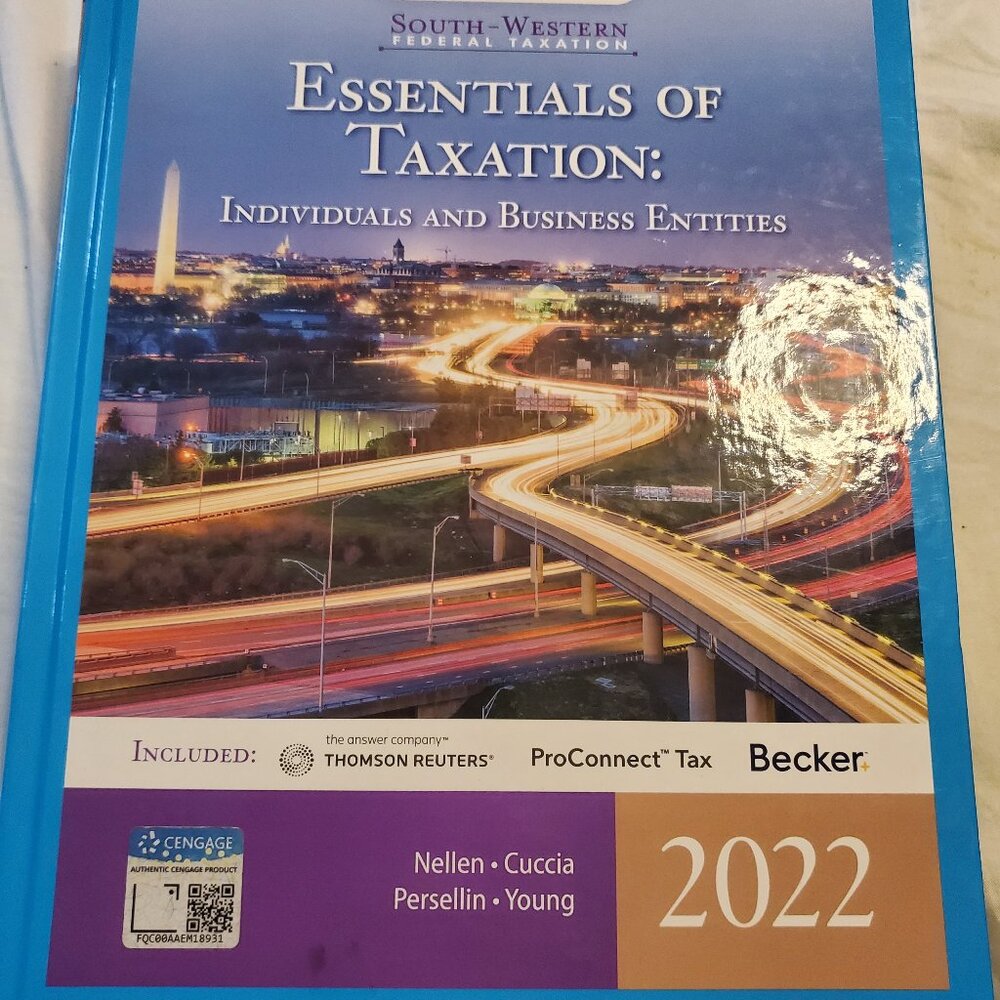 SOUTH-WESTERN
FEDERAL TAXATION
ESSENTIALS OF
TAXATION:
INDIVIDUALS AND BUSINESS ENTITIES
INCLUDED:
the answer company™
THOMSON REUTERS®
ProConnect™ Tax
Becker
CENGAGE
AUTHENTIC CENGAGE PRODUCT
FQC00AAEM18931
Nellen • Cuccia
Persellin • Young
2022